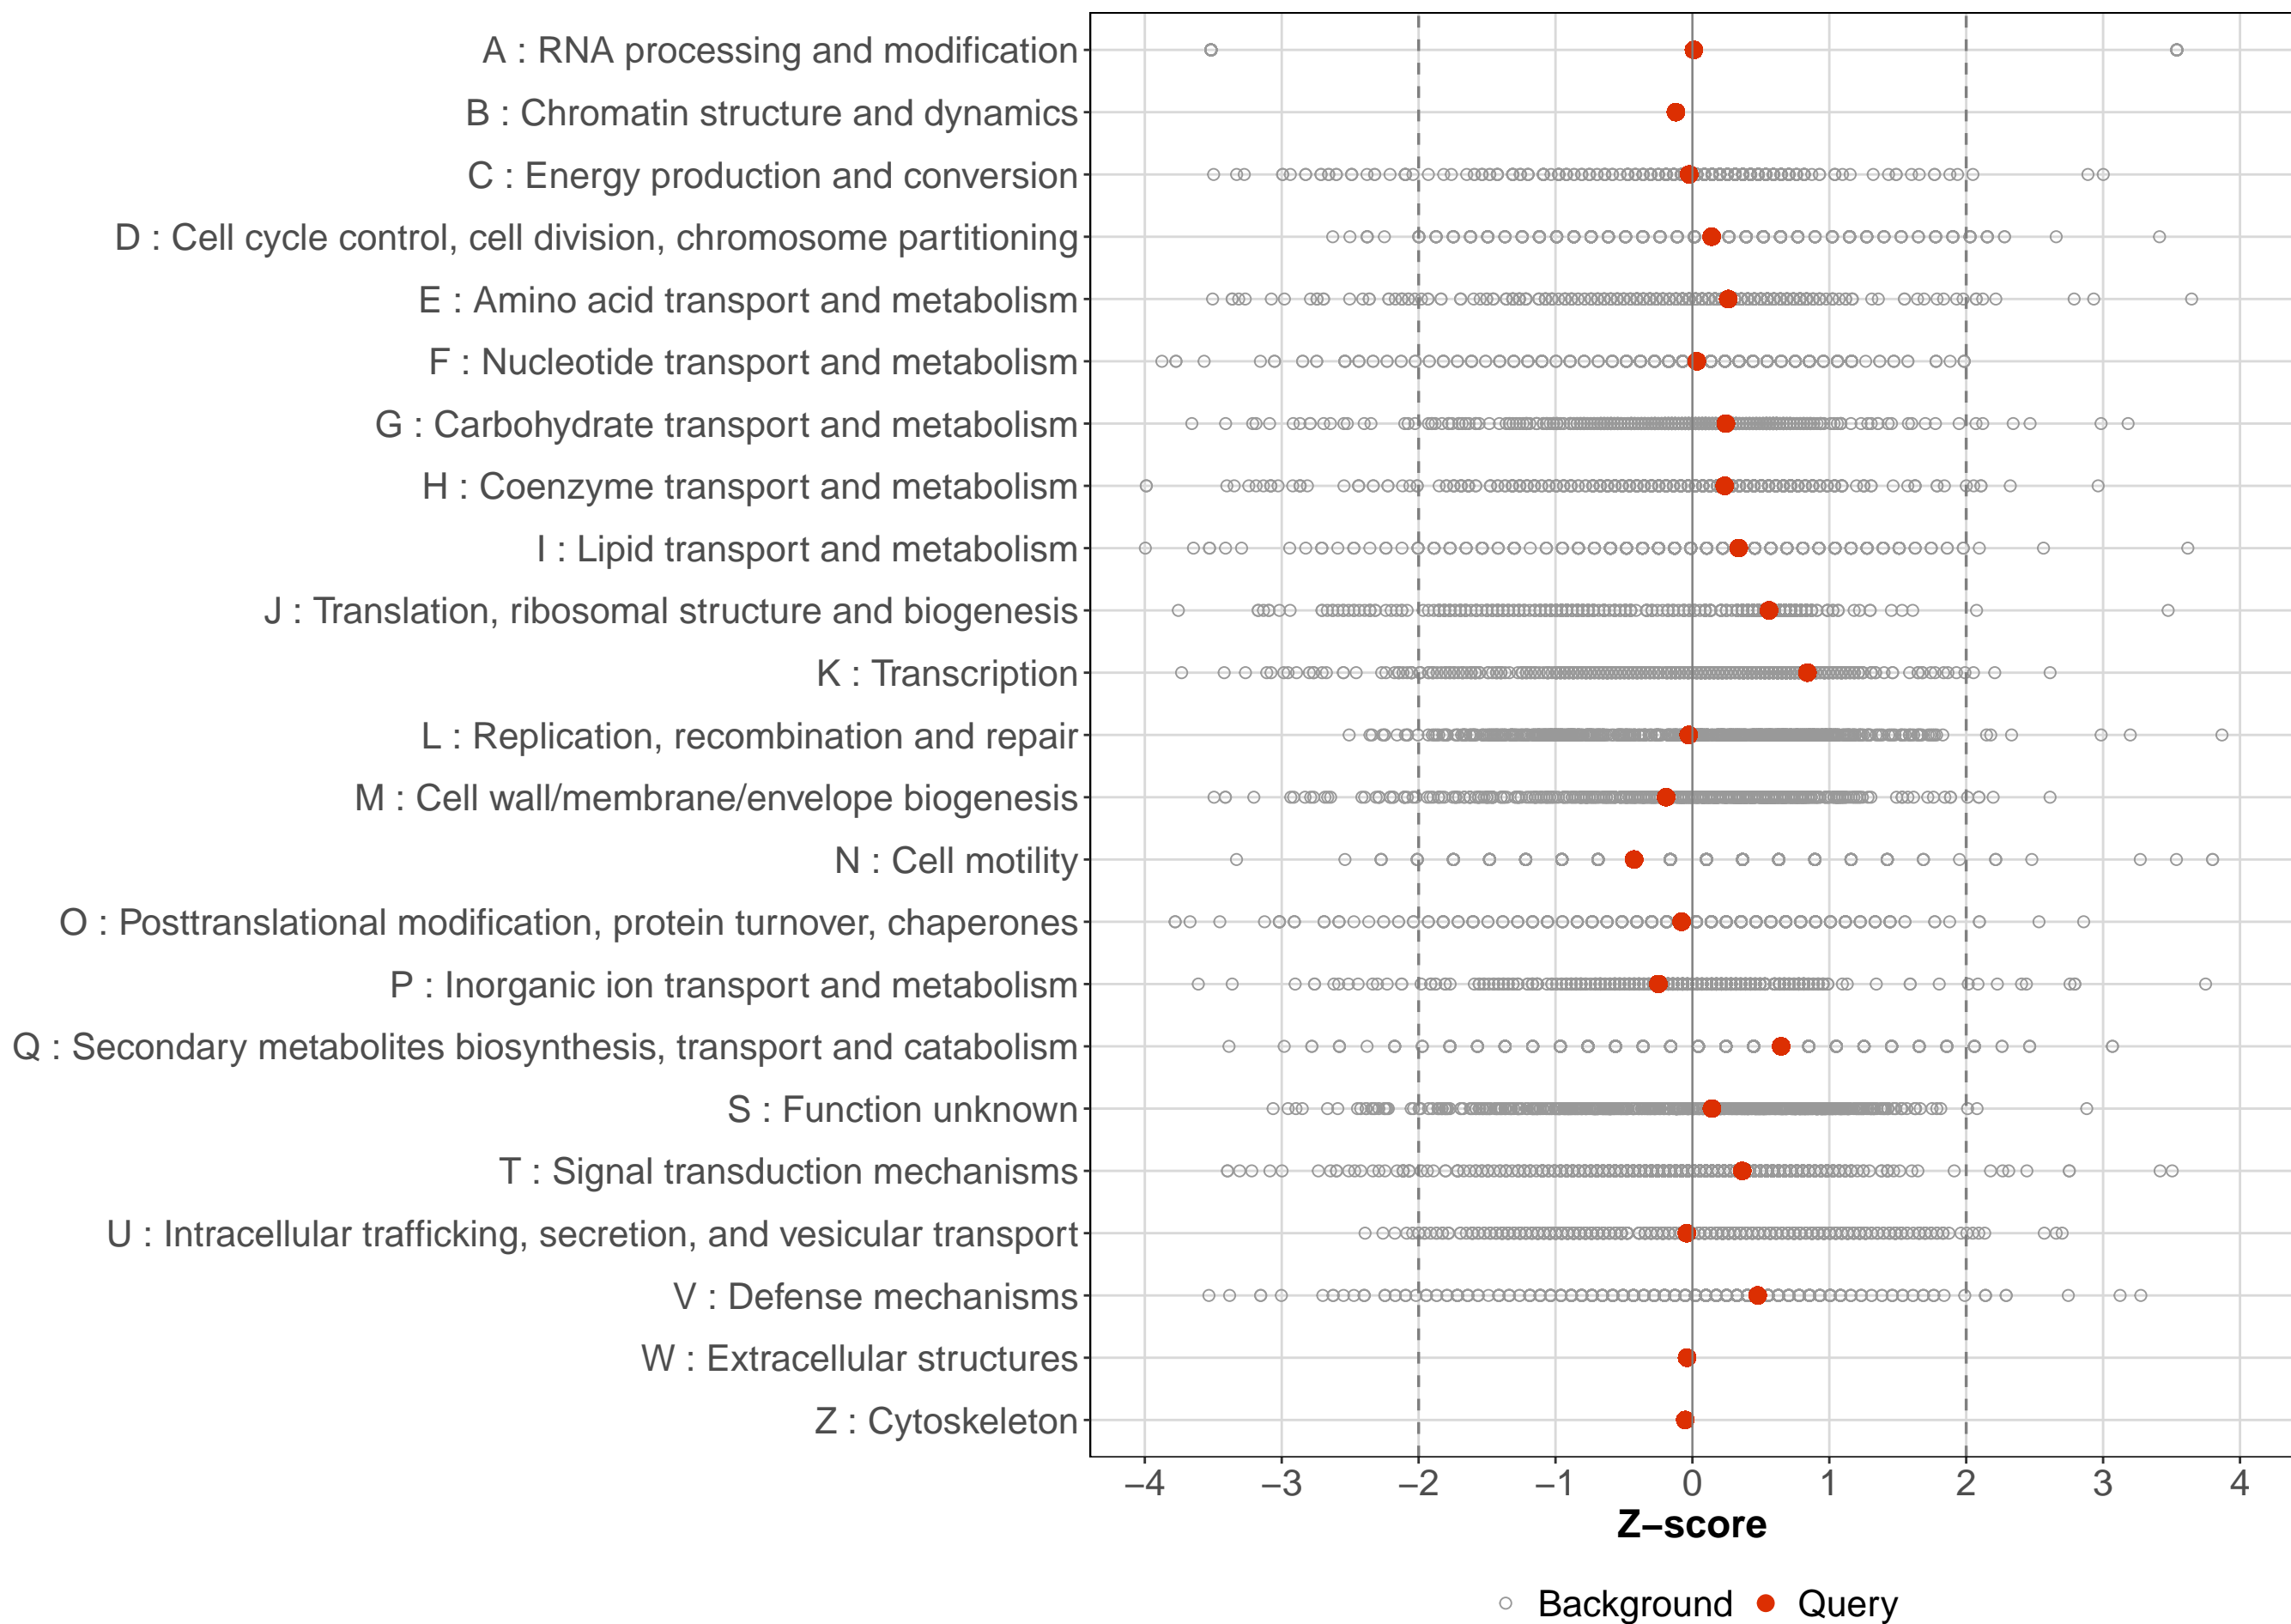 A : RNA processing and modification
B : Chromatin structure and dynamics
C : Energy production and conversion
D : Cell cycle control, cell division, chromosome partitioning
E : Amino acid transport and metabolism
F : Nucleotide transport and metabolism
G : Carbohydrate transport and metabolism
H : Coenzyme transport and metabolism
I : Lipid transport and metabolism
J : Translation, ribosomal structure and biogenesis
K : Transcription
L : Replication, recombination and repair
M : Cell wall/membrane/envelope biogenesis
N : Cell motility
O : Posttranslational modification, protein turnover, chaperones
P : Inorganic ion transport and metabolism
Q : Secondary metabolites biosynthesis, transport and catabolism
S : Function unknown
T : Signal transduction mechanisms
U : Intracellular trafficking, secretion, and vesicular transport
V : Defense mechanisms
W : Extracellular structures
Z : Cytoskeleton
−4 −3 −2 −1 0 1 2 3 4
Z−score
Background Query